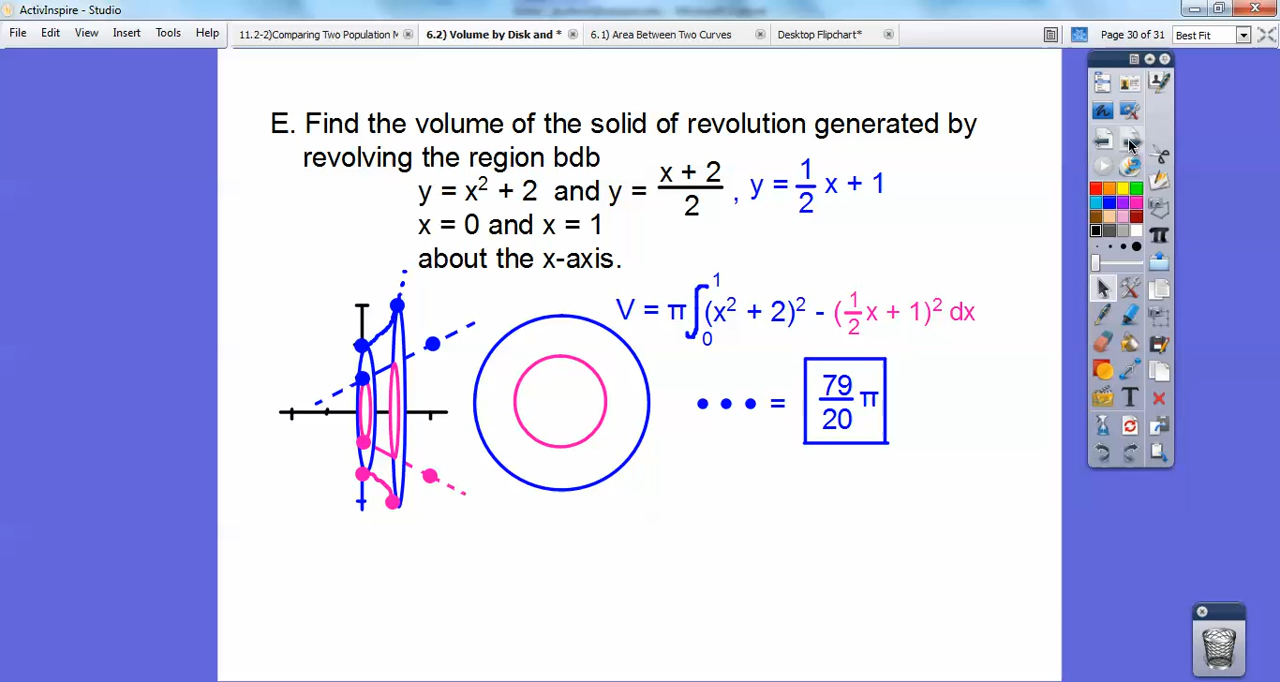 ActivInspire - Studio
File Edit View Insert Tools Help
11.2-2)Comparing Two Population M
6.2) Volume by Disk and *
6.1) Area Between Two Curves
Desktop Flipchart*
Page 30 of 31
Best Fit
E. Find the volume of the solid of revolution generated by
revolving the region bdb
y = x² + 2 and y = (x + 2)/2 , y = 1/2 x + 1
x = 0 and x = 1
about the x-axis.
V = π∫₀¹ (x² + 2)² - (1/2 x + 1)² dx
• • • = 79/20 π